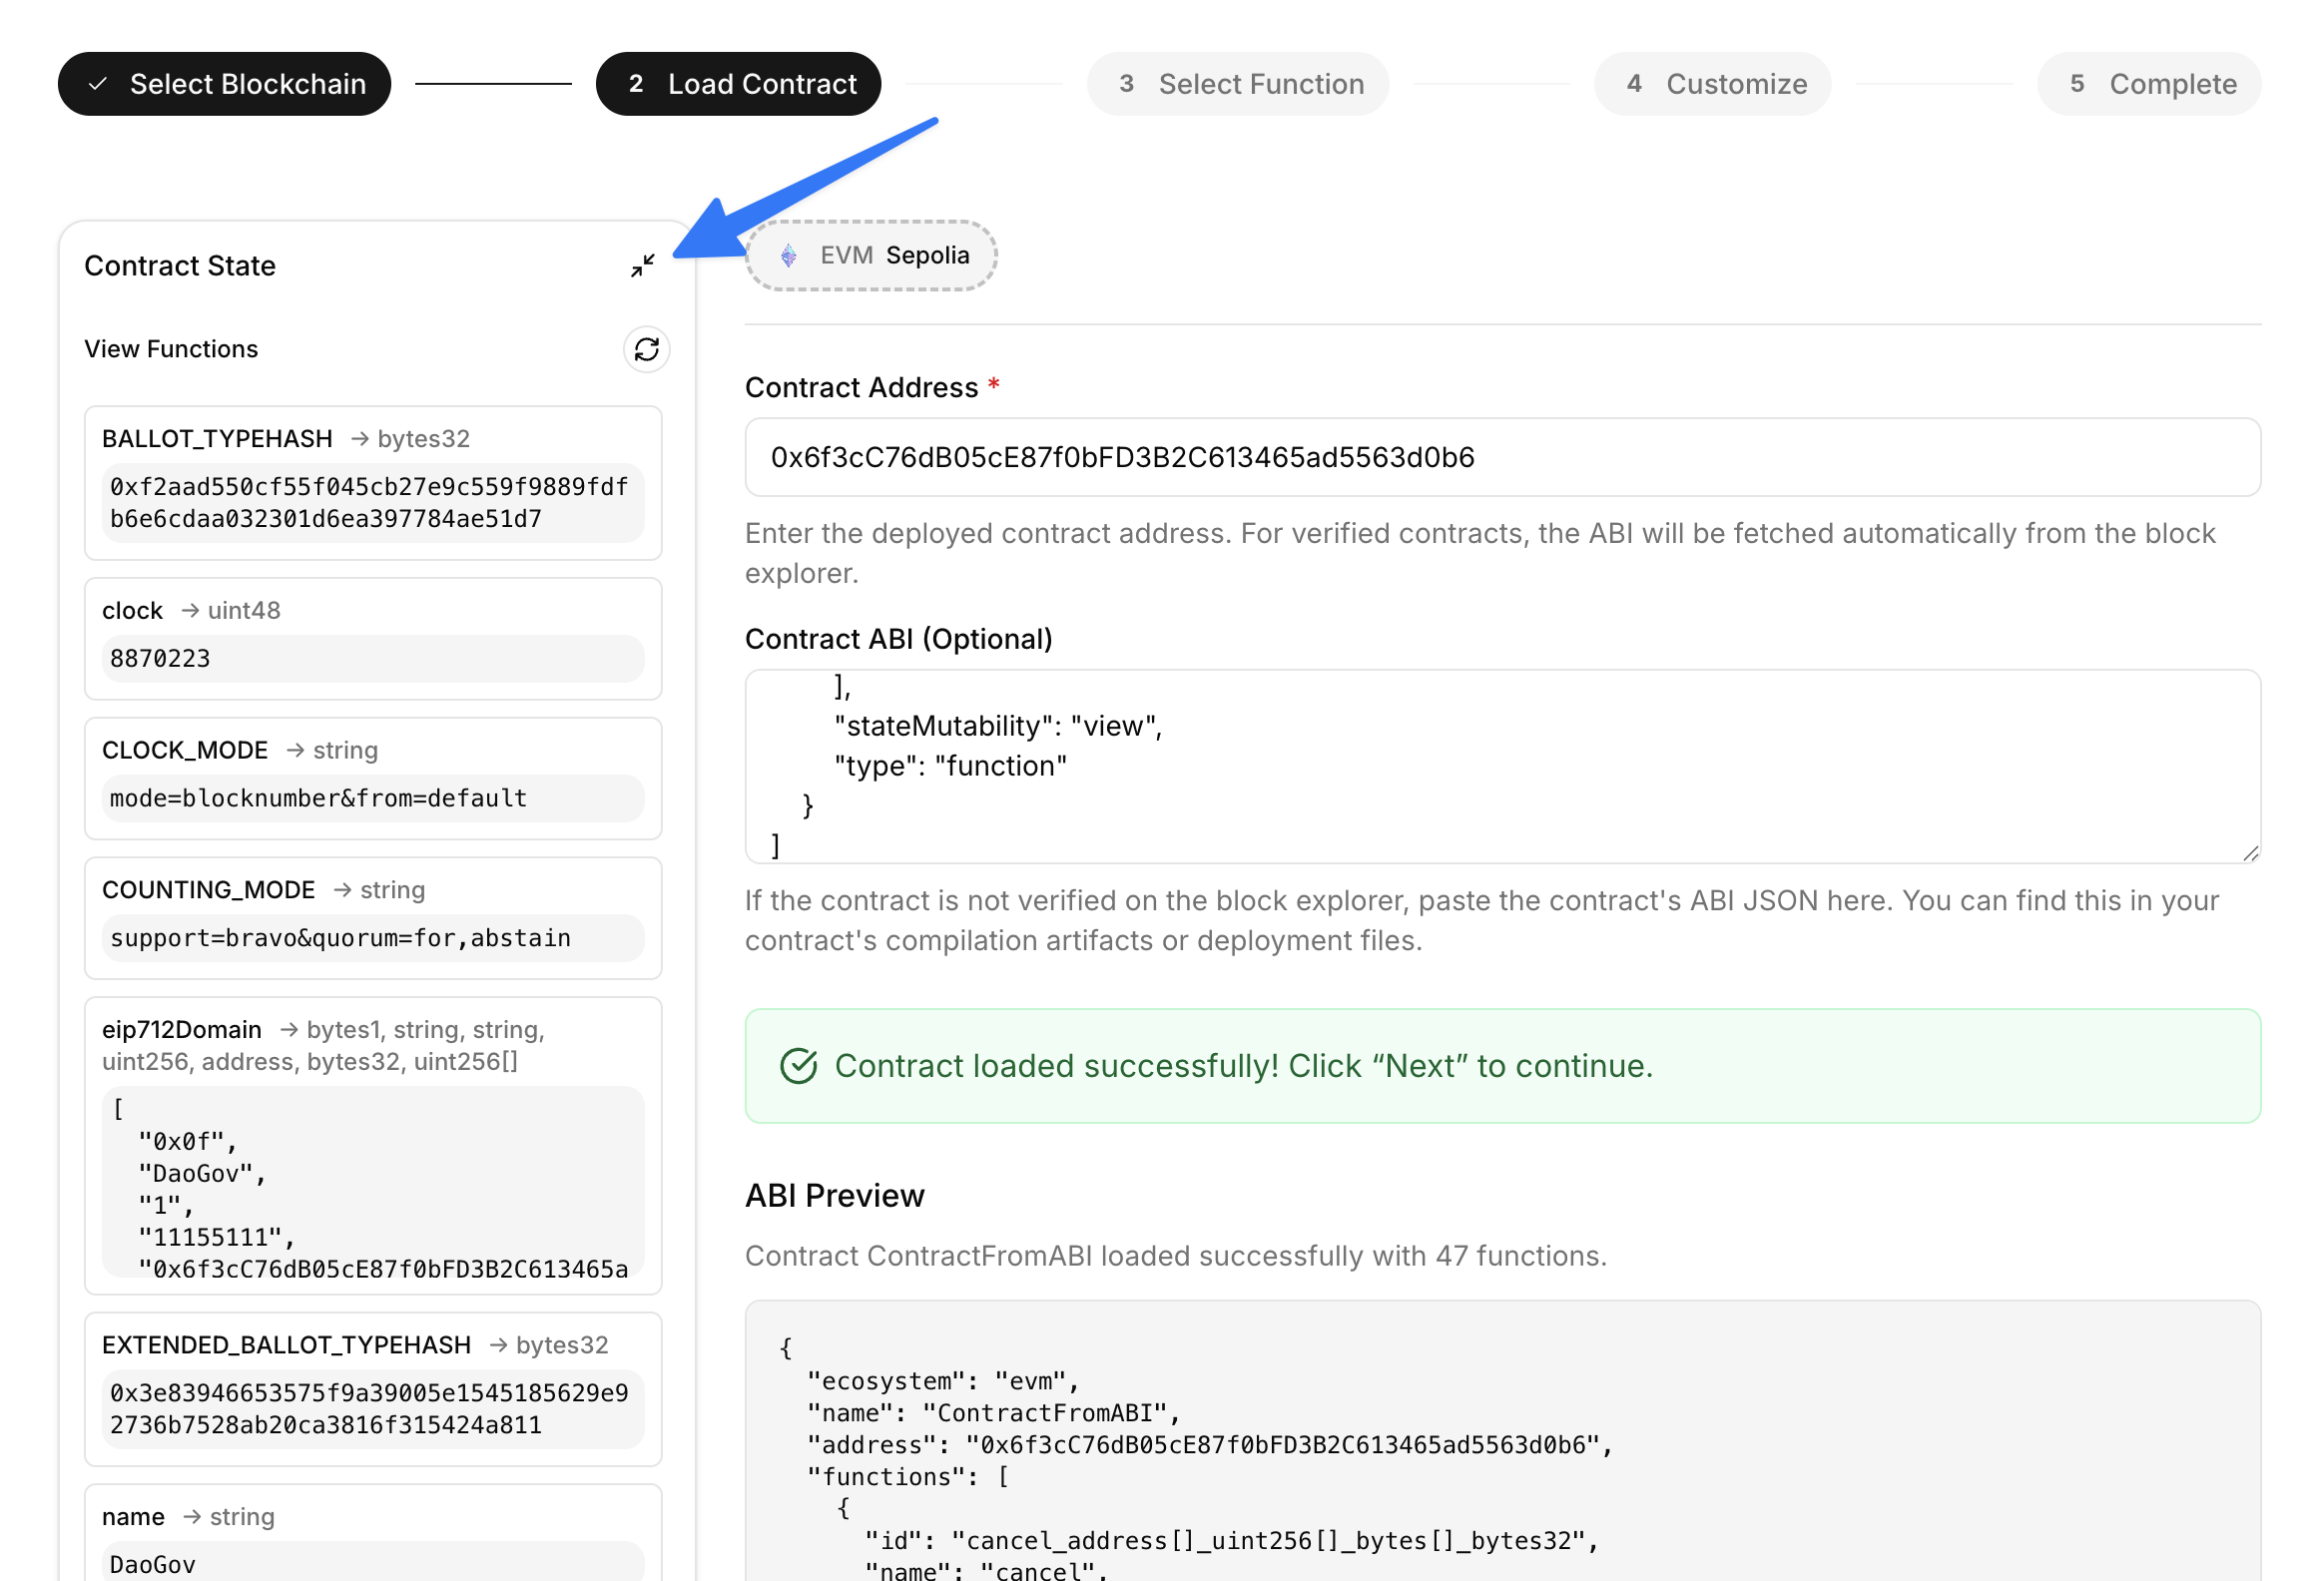 Select Blockchain
2 Load Contract
3 Select Function
4 Customize
5 Complete
Contract State
View Functions
BALLOT_TYPEHASH → bytes32
0xf2aad550cf55f045cb27e9c559f9889fdf
b6e6cdaa032301d6ea397784ae51d7
clock → uint48
8870223
CLOCK_MODE → string
mode=blocknumber&from=default
COUNTING_MODE → string
support=bravo&quorum=for,abstain
eip712Domain → bytes1, string, string,
uint256, address, bytes32, uint256[]
[
"0x0f",
"DaoGov",
"1",
"11155111",
"0x6f3cC76dB05cE87f0bFD3B2C613465a
EXTENDED_BALLOT_TYPEHASH → bytes32
0x3e83946653575f9a39005e1545185629e9
2736b7528ab20ca3816f315424a811
name → string
DaoGov
EVM Sepolia
Contract Address *
0x6f3cC76dB05cE87f0bFD3B2C613465ad5563d0b6
Enter the deployed contract address. For verified contracts, the ABI will be fetched automatically from the block
explorer.
Contract ABI (Optional)
],
"stateMutability": "view",
"type": "function"
}
]
If the contract is not verified on the block explorer, paste the contract's ABI JSON here. You can find this in your
contract's compilation artifacts or deployment files.
Contract loaded successfully! Click “Next” to continue.
ABI Preview
Contract ContractFromABI loaded successfully with 47 functions.
{
"ecosystem": "evm",
"name": "ContractFromABI",
"address": "0x6f3cC76dB05cE87f0bFD3B2C613465ad5563d0b6",
"functions": [
{
"id": "cancel_address[]_uint256[]_bytes[]_bytes32",
"name": "cancel",